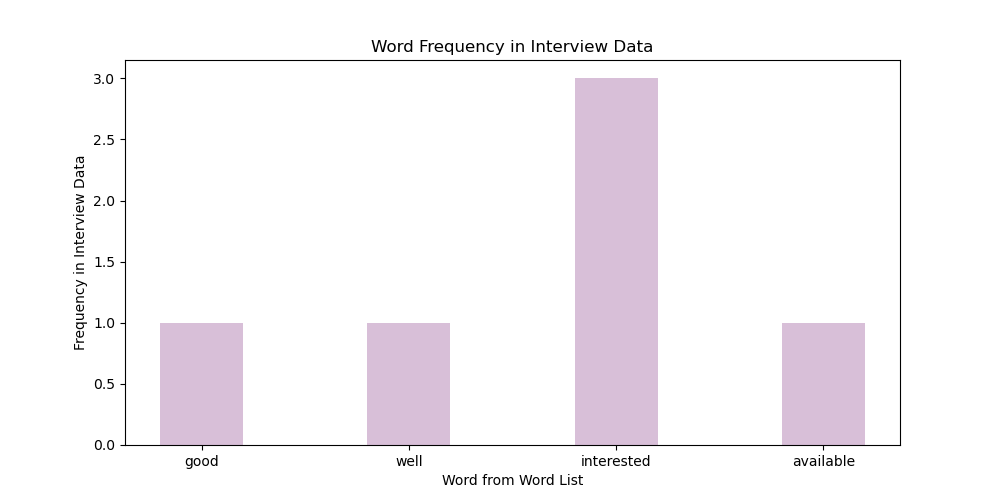 Word Frequency in Interview Data
Frequency in Interview Data
3.0
2.5
2.0
1.5
1.0
0.5
0.0
good well interested available
Word from Word List